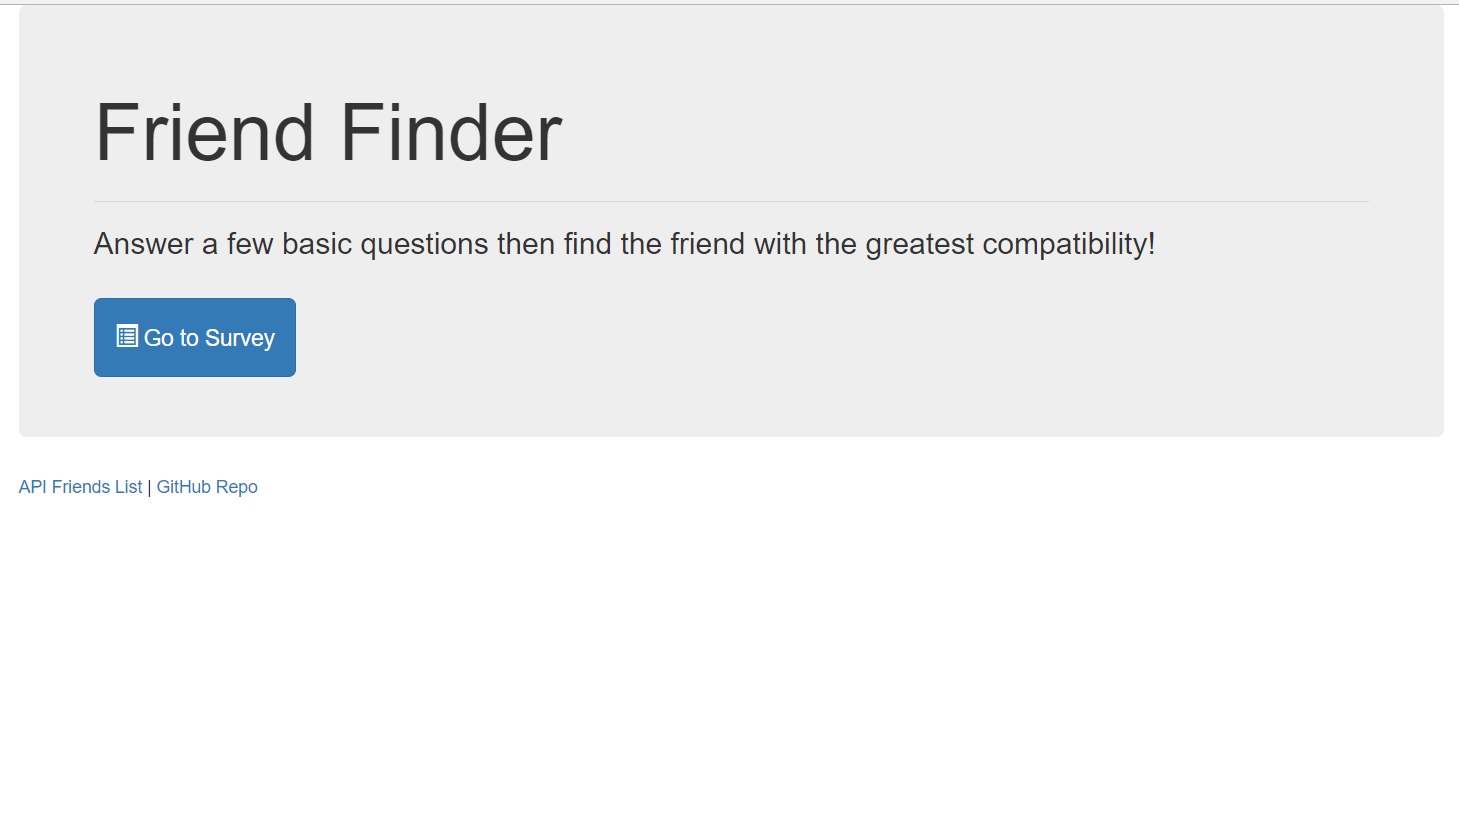 Friend Finder
Answer a few basic questions then find the friend with the greatest compatibility!
Go to Survey
API Friends List | GitHub Repo